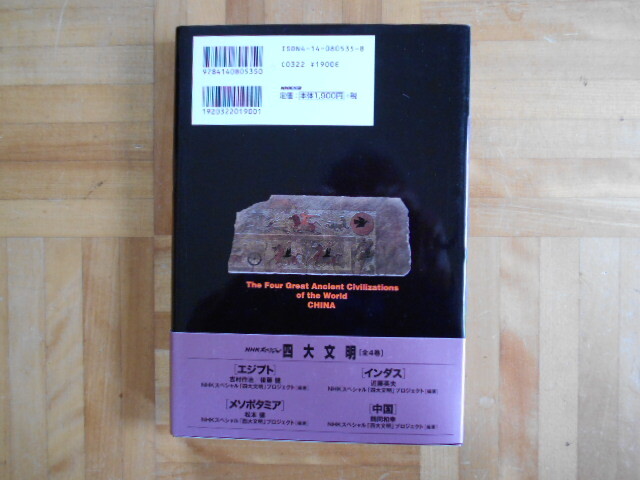 ISBN4-14-080535-8
C0322 ¥1900E
9784140805350
NHK出版
定価 本体1,900円+税
1920322019001
The Four Great Ancient Civilizations
of the World
CHINA
NHKスペシャル 四大文明[全4巻]
[エジプト]
吉村作治 後藤 健
NHKスペシャル「四大文明」プロジェクト[編著]
[インダス]
近藤英夫
NHKスペシャル「四大文明」プロジェクト[編著]
[メソポタミア]
松本 健
NHKスペシャル「四大文明」プロジェクト[編著]
[中国]
鶴間和幸
NHKスペシャル「四大文明」プロジェクト[編著]